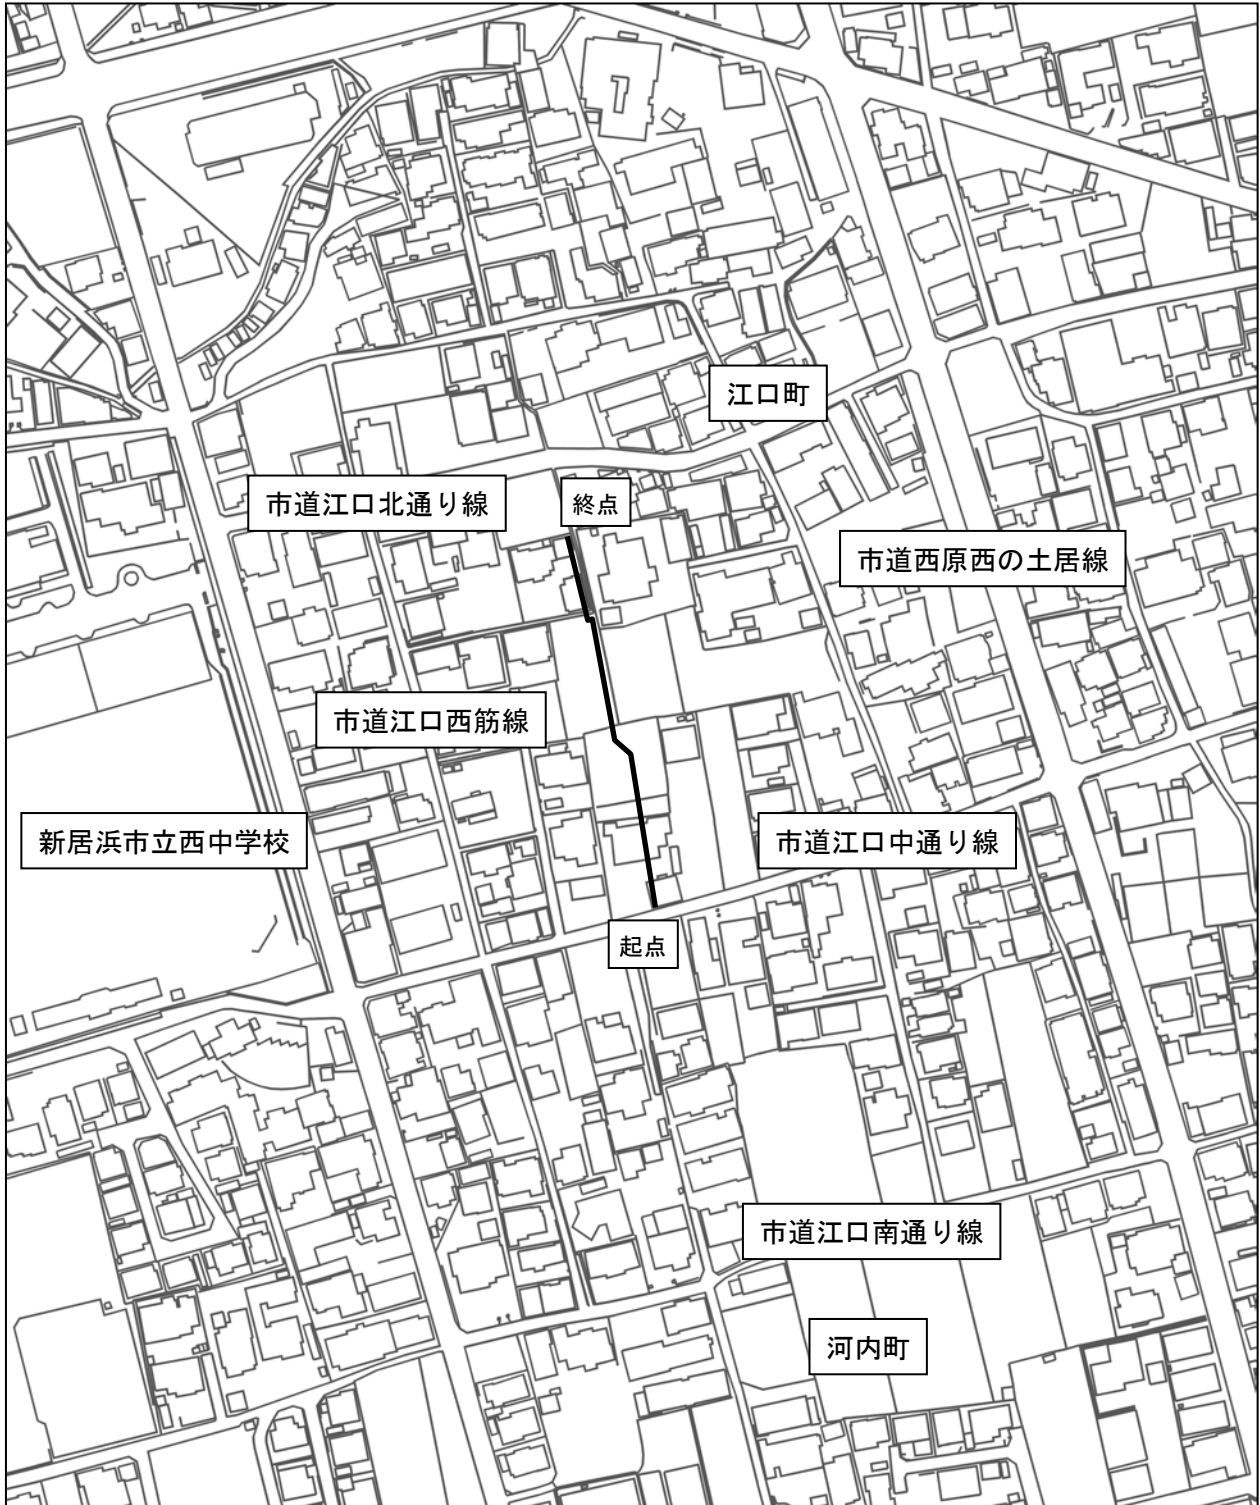 江口町
市道江口北通り線
終点
市道西原西の土居線
市道江口西筋線
新居浜市立西中学校
市道江口中通り線
起点
市道江口南通り線
河内町